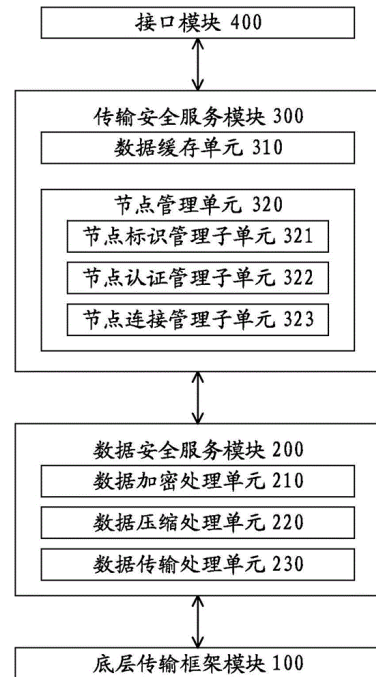 接口模块 400
传输安全服务模块 300
数据缓存单元 310
节点管理单元 320
节点标识管理子单元 321
节点认证管理子单元 322
节点连接管理子单元 323
数据安全服务模块 200
数据加密处理单元 210
数据压缩处理单元 220
数据传输处理单元 230
底层传输框架模块 100